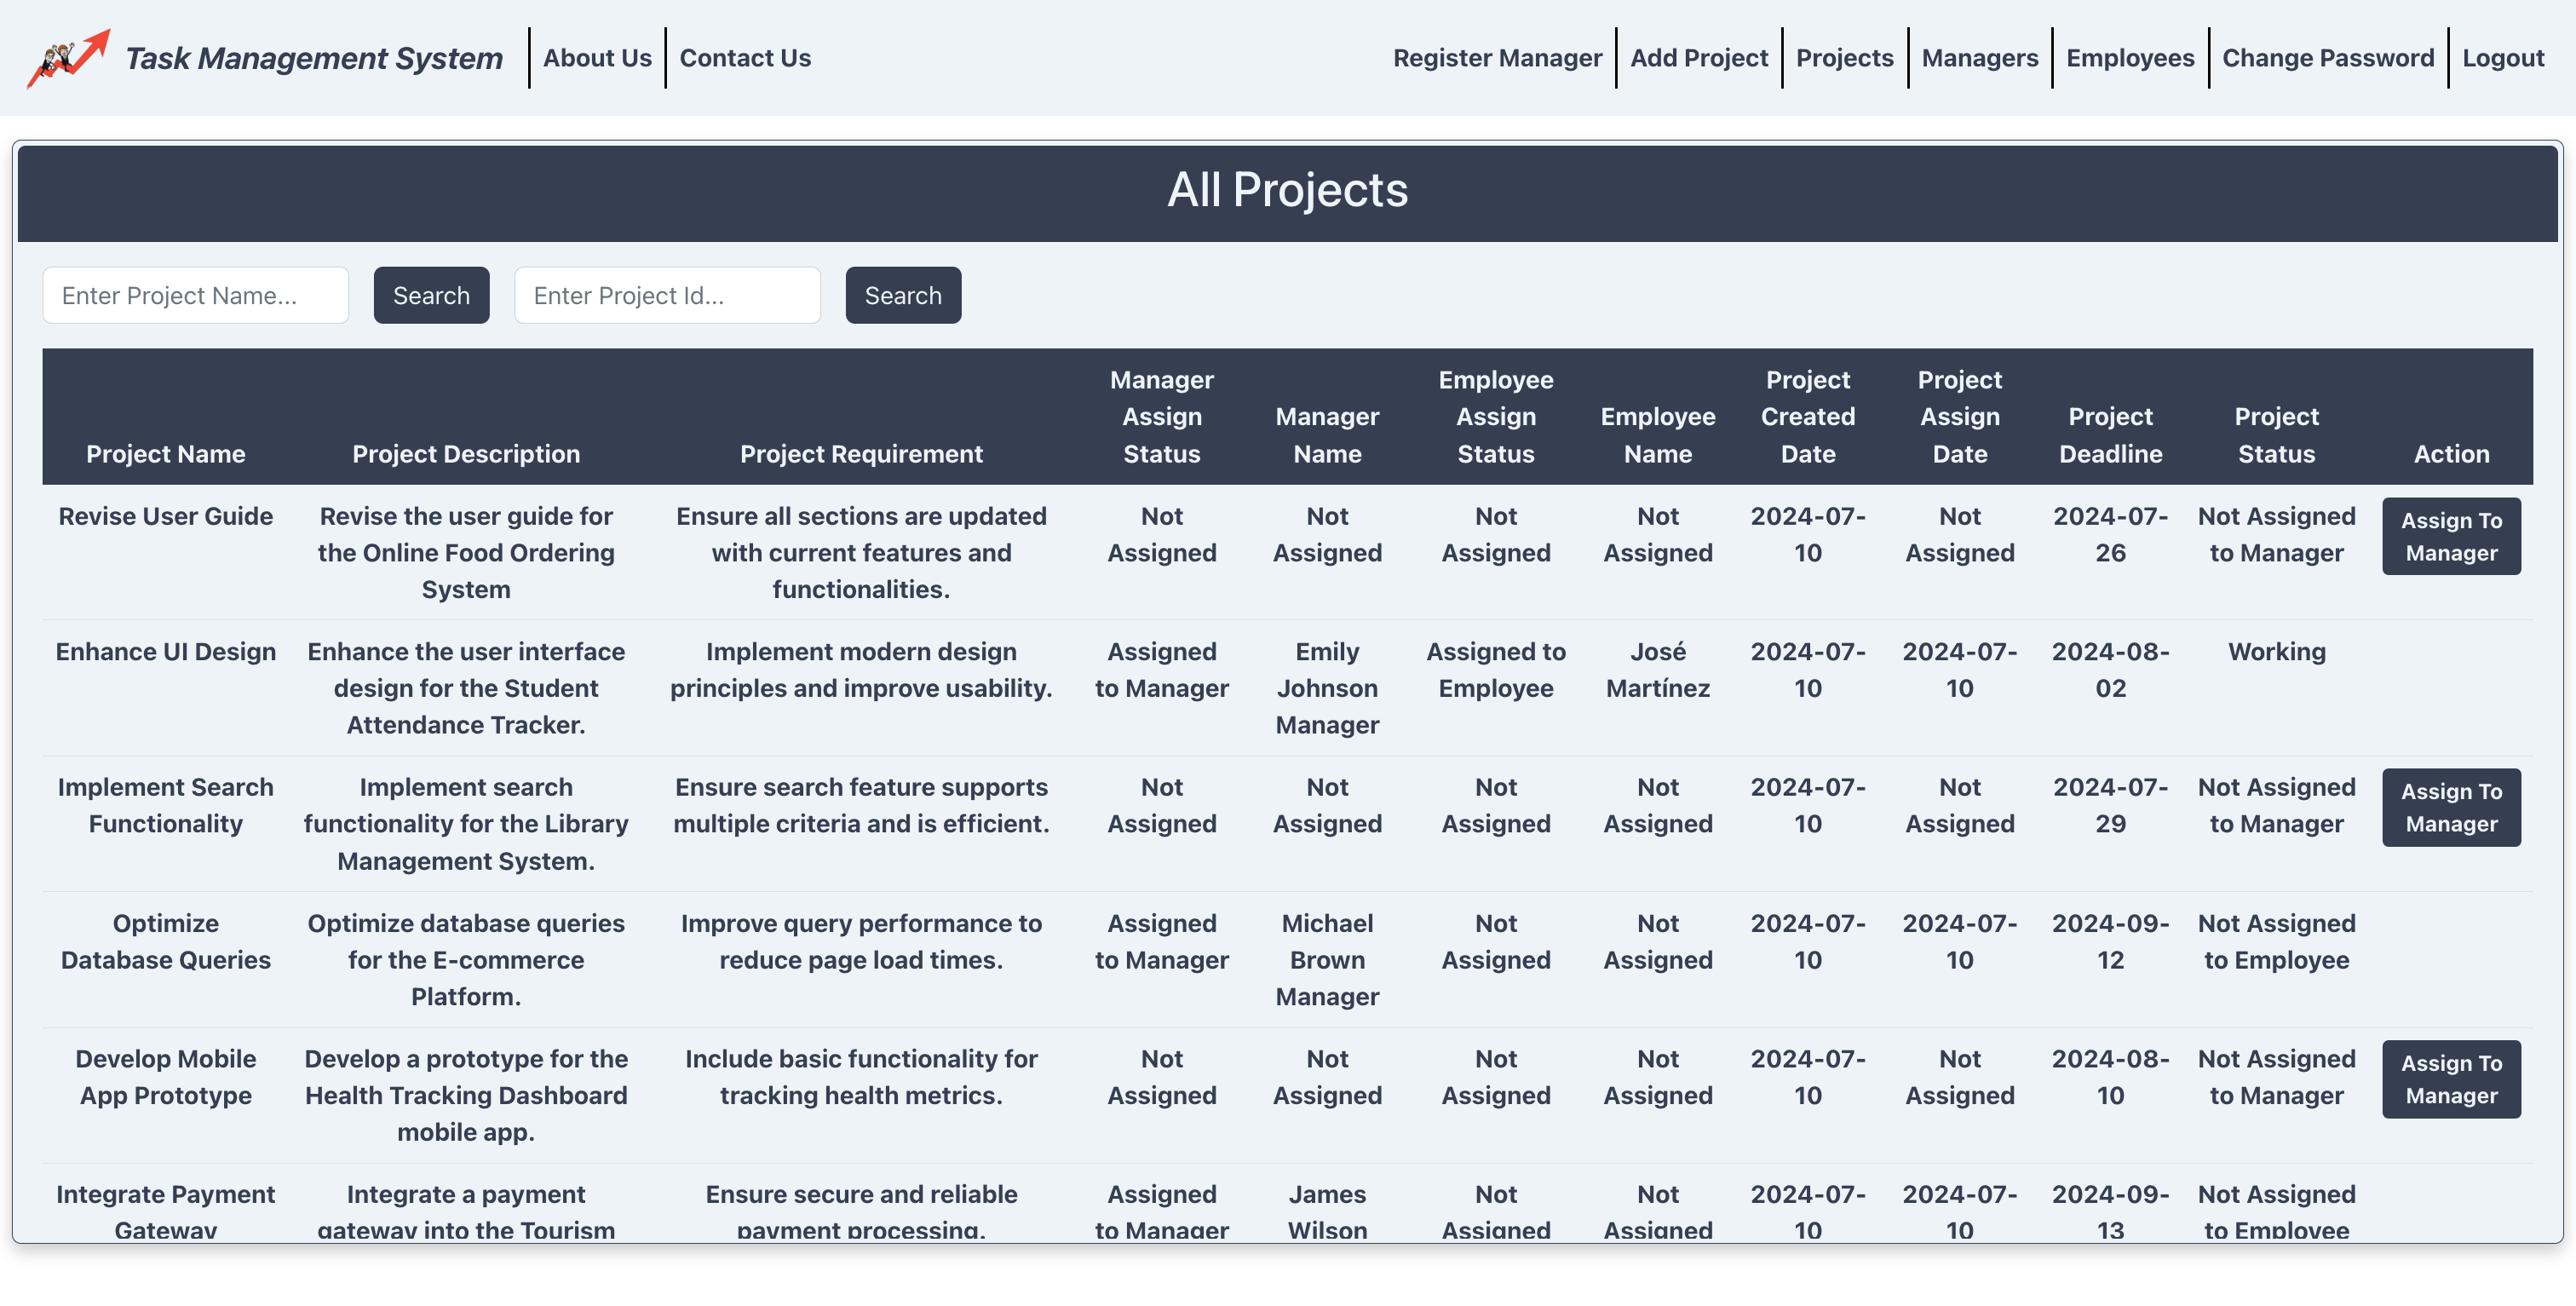 Task Management System
About Us
Contact Us
Register Manager
Add Project
Projects
Managers
Employees
Change Password
Logout
All Projects
Enter Project Name...
Search
Enter Project Id...
Search
Project Name
Project Description
Project Requirement
Manager
Assign
Status
Manager
Name
Employee
Assign
Status
Employee
Name
Project
Created
Date
Project
Assign
Date
Project
Deadline
Project
Status
Action
Revise User Guide
Revise the user guide for
the Online Food Ordering
System
Ensure all sections are updated
with current features and
functionalities.
Not
Assigned
Not
Assigned
Not
Assigned
Not
Assigned
2024-07-
10
Not
Assigned
2024-07-
26
Not Assigned
to Manager
Assign To
Manager
Enhance UI Design
Enhance the user interface
design for the Student
Attendance Tracker.
Implement modern design
principles and improve usability.
Assigned
to Manager
Emily
Johnson
Manager
Assigned to
Employee
José
Martínez
2024-07-
10
2024-07-
10
2024-08-
02
Working
Implement Search
Functionality
Implement search
functionality for the Library
Management System.
Ensure search feature supports
multiple criteria and is efficient.
Not
Assigned
Not
Assigned
Not
Assigned
Not
Assigned
2024-07-
10
Not
Assigned
2024-07-
29
Not Assigned
to Manager
Assign To
Manager
Optimize
Database Queries
Optimize database queries
for the E-commerce
Platform.
Improve query performance to
reduce page load times.
Assigned
to Manager
Michael
Brown
Manager
Not
Assigned
Not
Assigned
2024-07-
10
2024-07-
10
2024-09-
12
Not Assigned
to Employee
Develop Mobile
App Prototype
Develop a prototype for the
Health Tracking Dashboard
mobile app.
Include basic functionality for
tracking health metrics.
Not
Assigned
Not
Assigned
Not
Assigned
Not
Assigned
2024-07-
10
Not
Assigned
2024-08-
10
Not Assigned
to Manager
Assign To
Manager
Integrate Payment
Gateway
Integrate a payment
gateway into the Tourism
Ensure secure and reliable
payment processing.
Assigned
to Manager
James
Wilson
Not
Assigned
Not
Assigned
2024-07-
10
2024-07-
10
2024-09-
13
Not Assigned
to Employee